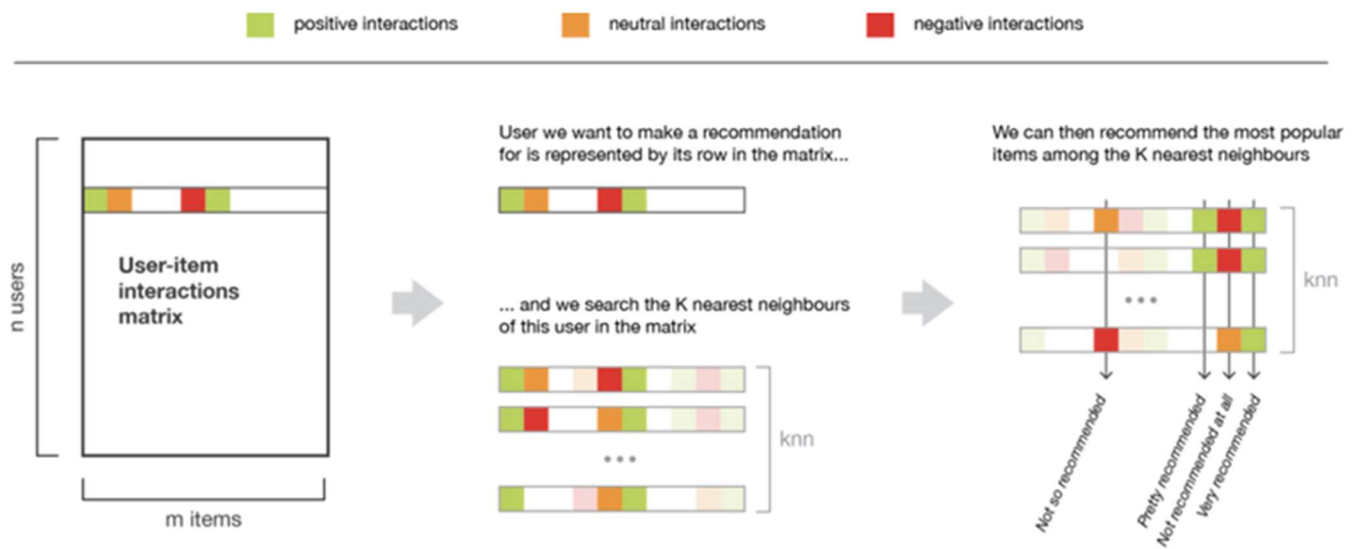 positive interactions
neutral interactions
negative interactions
n users
User-item
interactions
matrix
m items
User we want to make a recommendation
for is represented by its row in the matrix...
... and we search the K nearest neighbours
of this user in the matrix
knn
We can then recommend the most popular
items among the K nearest neighbours
knn
Not so recommended
Pretty recommended
Not recommended at all
Very recommended